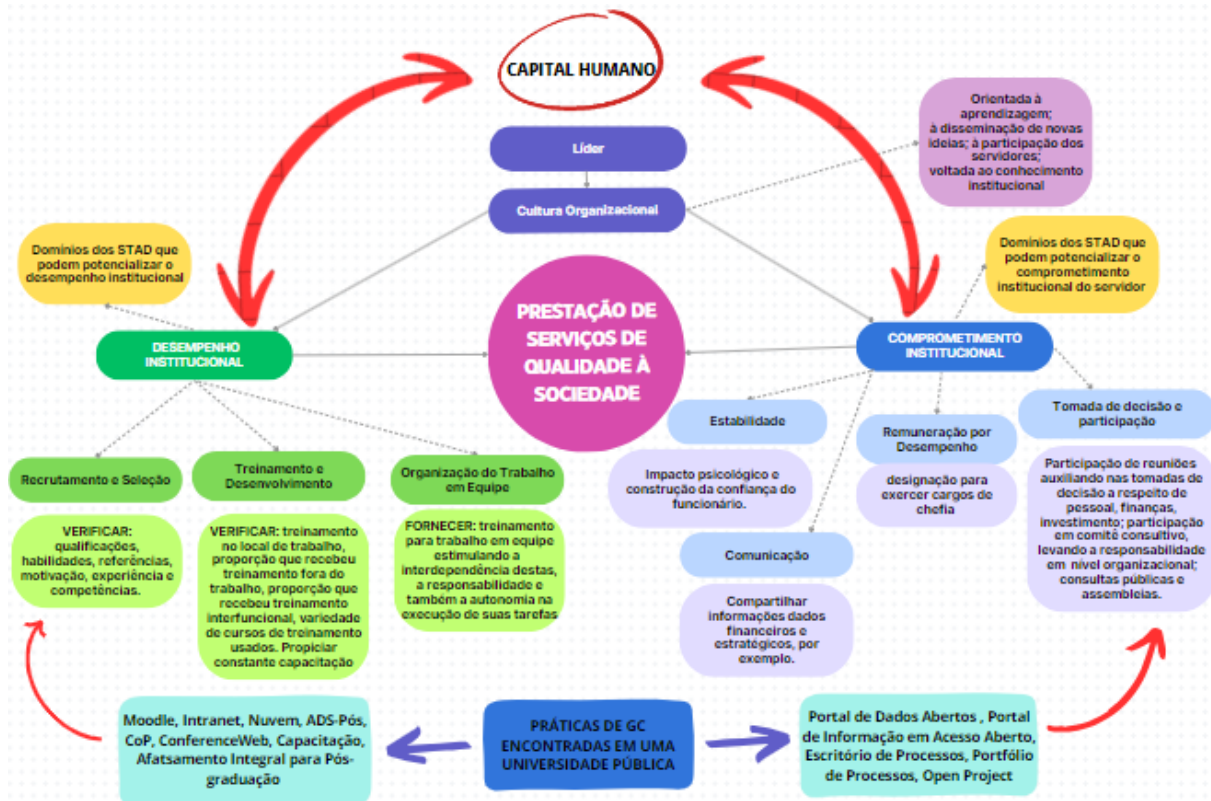 CAPITAL HUMANO
Líder
Cultura Organizacional
Orientada à
aprendizagem;
à disseminação de novas
ideias; à participação dos
servidores;
voltada ao conhecimento
institucional
Domínios dos STAD que
podem potencializar o
desempenho institucional
Domínios dos STAD que
podem potencializar o
comprometimento
institucional do servidor
PRESTAÇÃO DE
SERVIÇOS DE
QUALIDADE À
SOCIEDADE
DESEMPENHO
INSTITUCIONAL
COMPROMETIMENTO
INSTITUCIONAL
Recrutamento e Seleção
VERIFICAR:
qualificações,
habilidades, referências,
motivação, experiência e
competências.
Treinamento e
Desenvolvimento
VERIFICAR: treinamento
no local de trabalho,
proporção que recebeu
treinamento fora do
trabalho, proporção que
recebeu treinamento
interfuncional, variedade
de cursos de treinamento
usados. Propiciar
constante capacitação
Organização do Trabalho
em Equipe
FORNECER: treinamento
para trabalho em equipe
estimulando a
interdependência destas,
a responsabilidade e
também a autonomia na
execução de suas tarefas
Estabilidade
Impacto psicológico e
construção da confiança do
funcionário.
Comunicação
Compartilhar
informações dados
financeiros e
estratégicos, por
exemplo.
Remuneração por
Desempenho
designação para
exercer cargos de
chefia
Tomada de decisão e
participação
Participação de reuniões
auxiliando nas tomadas de
decisão a respeito de
pessoal, finanças,
investimento; participação
em comitê consultivo,
levando a responsabilidade
em nível organizacional;
consultas públicas e
assembleias.
Moodle, Intranet, Nuvem, ADS-Pós,
CoP, ConferenceWeb, Capacitação,
Afatsamento Integral para Pós-
graduação
PRÁTICAS DE GC
ENCONTRADAS EM UMA
UNIVERSIDADE PÚBLICA
Portal de Dados Abertos , Portal
de Informação em Acesso Aberto,
Escritório de Processos, Portfólio
de Processos, Open Project